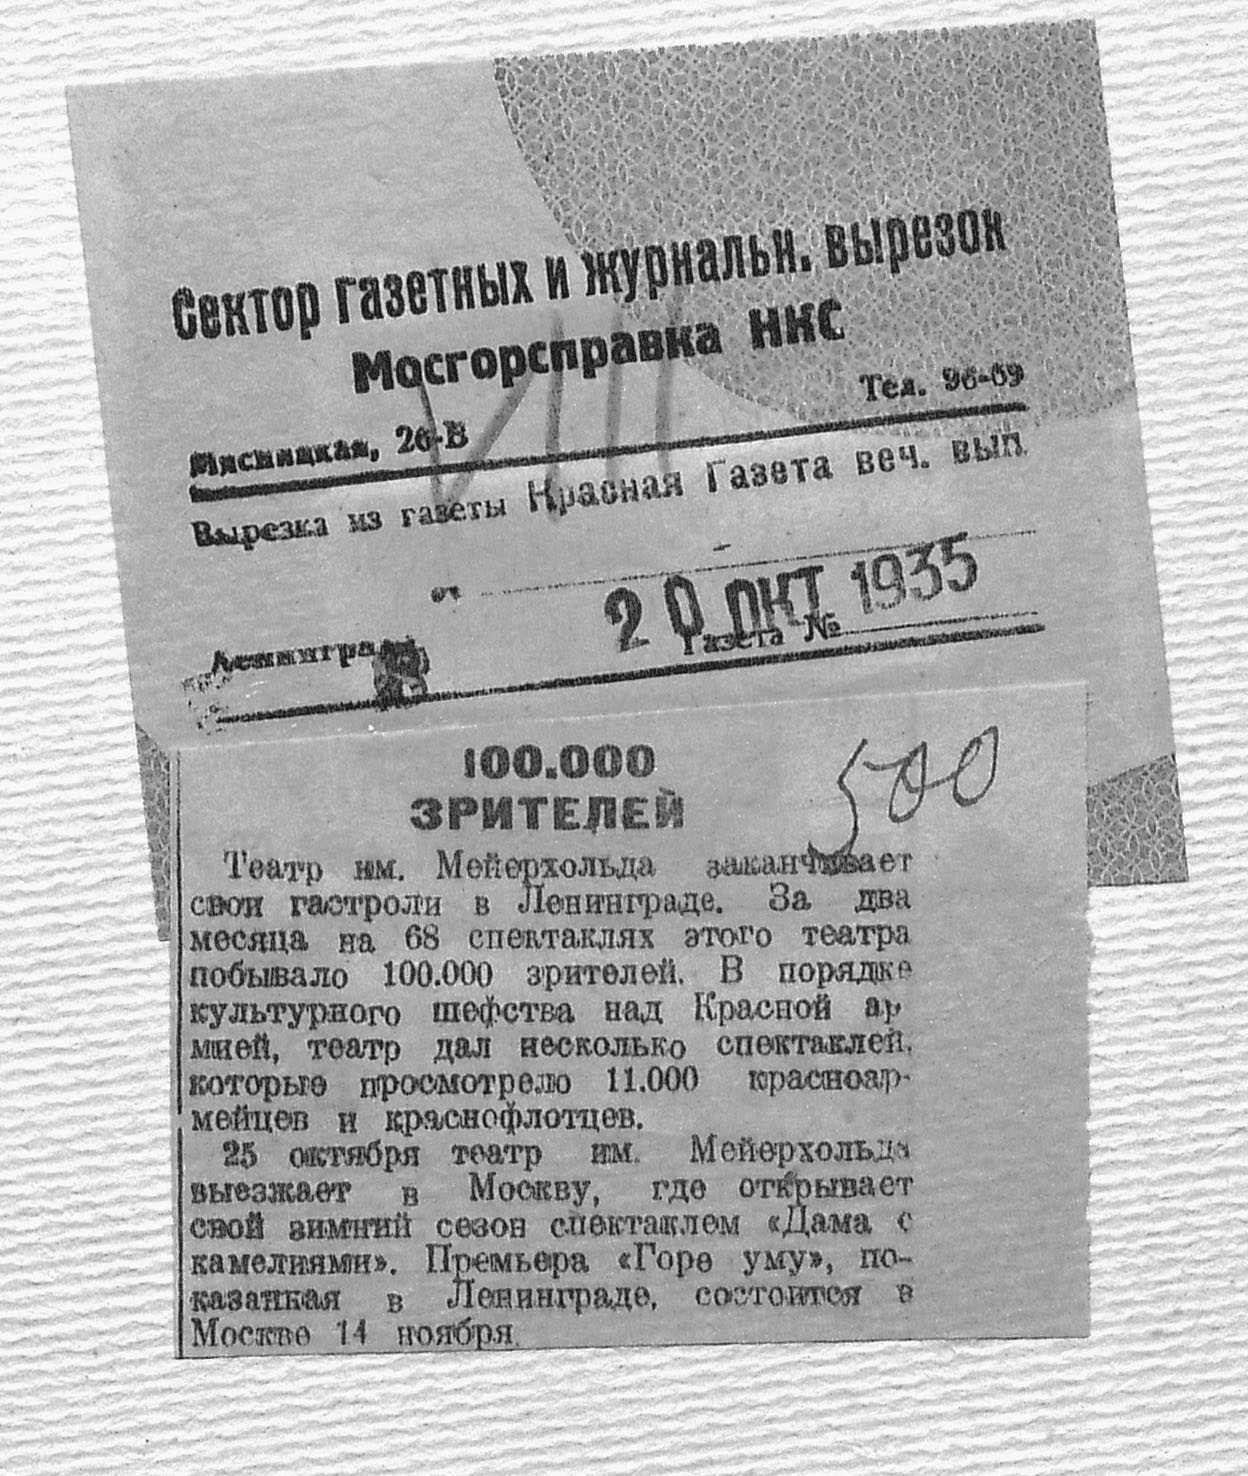 Сектор газетных и журнальн. вырезок
Мосгорсправка НКС
Мясницкая, 26-В Тел. 96-69
Вырезка из газеты Красная Газета веч. вып.
Ленинград
20 ОКТ 1935
Газета №
500
100.000
ЗРИТЕЛЕЙ
Театр им. Мейерхольда заканчивает
свои гастроли в Ленинграде. За два
месяца на 68 спектаклях этого театра
побывало 100.000 зрителей. В порядке
культурного шефства над Красной ар
мией, театр дал несколько спектаклей,
которые просмотрело 11.000 красноар-
мейцев и краснофлотцев.
25 октября театр им. Мейерхольда
выезжает в Москву, где открывает
свой зимний сезон спектаклем «Дама с
камелиями». Премьера «Горе уму», по-
казанная в Ленинграде, состоится в
Москве 14 ноября.